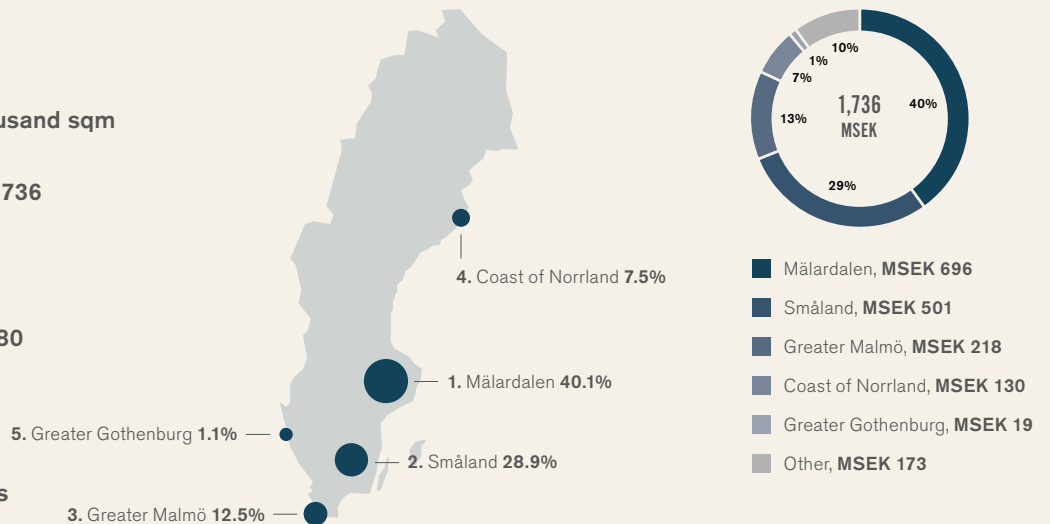 usand sqm
736
80
s
4. Coast of Norrland 7.5%
1. Mälardalen 40.1%
5. Greater Gothenburg 1.1%
2. Småland 28.9%
3. Greater Malmö 12.5%
10%
1%
7%
13%
1,736
MSEK
40%
29%
Mälardalen, MSEK 696
Småland, MSEK 501
Greater Malmö, MSEK 218
Coast of Norrland, MSEK 130
Greater Gothenburg, MSEK 19
Other, MSEK 173